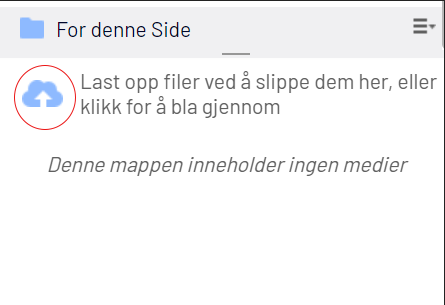 For denne Side
Last opp filer ved å slippe dem her, eller
klikk for å bla gjennom
Denne mappen inneholder ingen medier